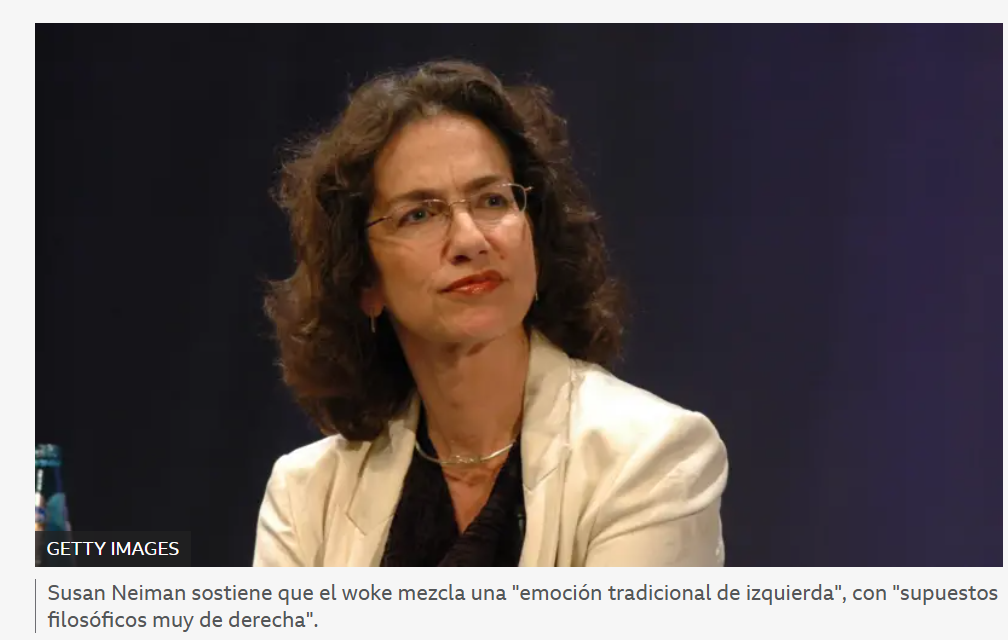 GETTY IMAGES
Susan Neiman sostiene que el woke mezcla una "emoción tradicional de izquierda", con "supuestos
filosóficos muy de derecha".